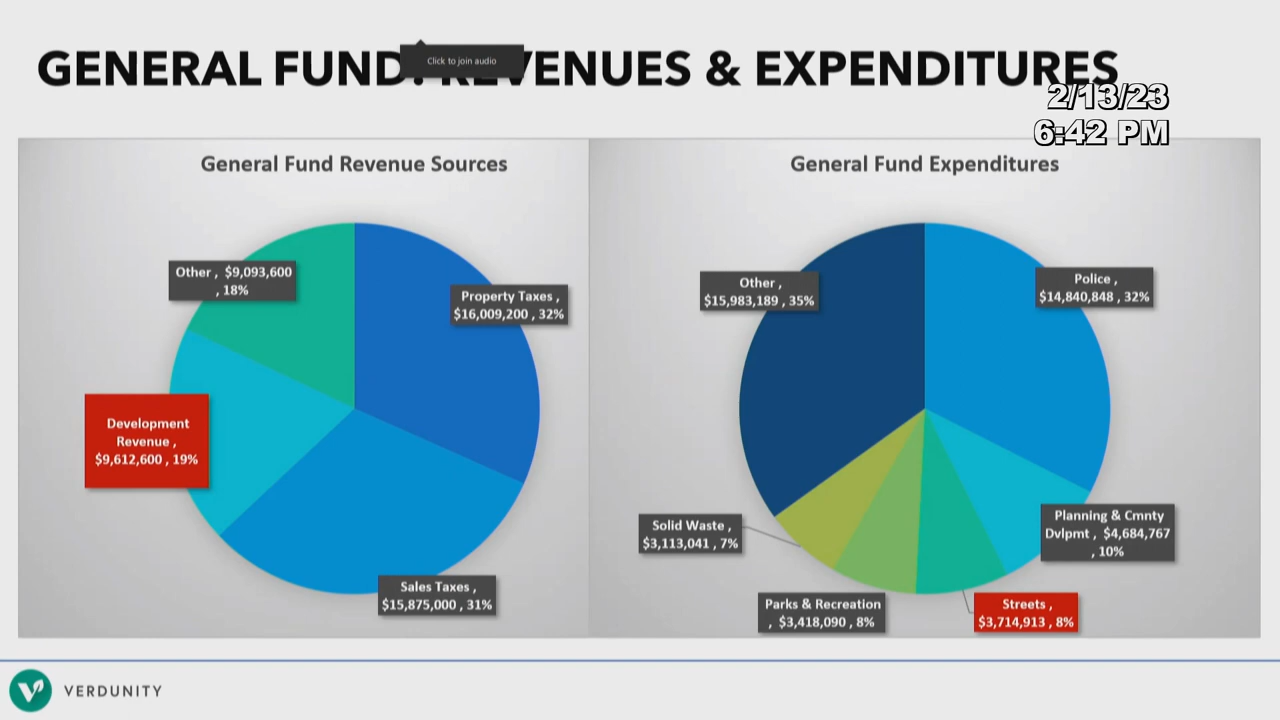 GENERAL FUND: REVENUES & EXPENDITURES
Click to join audio
2/13/23
6:42 PM
General Fund Revenue Sources
Other , $9,093,600
, 18%
Property Taxes ,
$16,009,200 , 32%
Development
Revenue ,
$9,612,600 , 19%
Sales Taxes ,
$15,875,000 , 31%
General Fund Expenditures
Other ,
$15,983,189 , 35%
Police ,
$14,840,848 , 32%
Solid Waste ,
$3,113,041 , 7%
Planning & Cmnty
Dvlpmt , $4,684,767
, 10%
Parks & Recreation
, $3,418,090 , 8%
Streets ,
$3,714,913 , 8%
VERDUNITY